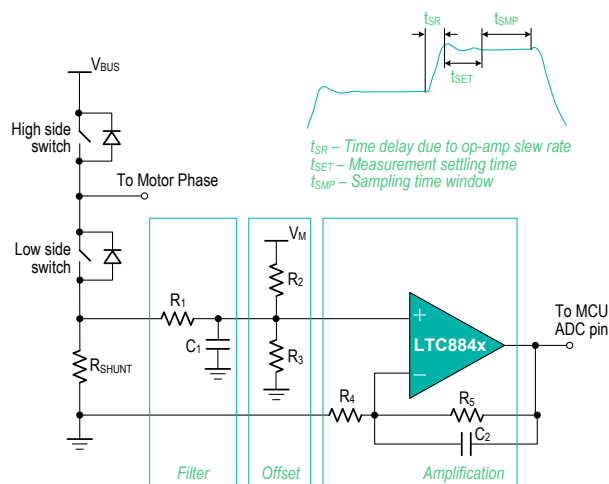 tSR
tSMP
tSET
VBUS
High side
switch
tSR – Time delay due to op-amp slew rate
tSET – Measurement settling time
tSMP – Sampling time window
To Motor Phase
Low side
switch
VM
R2
R1
C1
R3
+
LTC884x
–
To MCU
ADC pin
RSHUNT
R4
R5
C2
Filter
Offset
Amplification